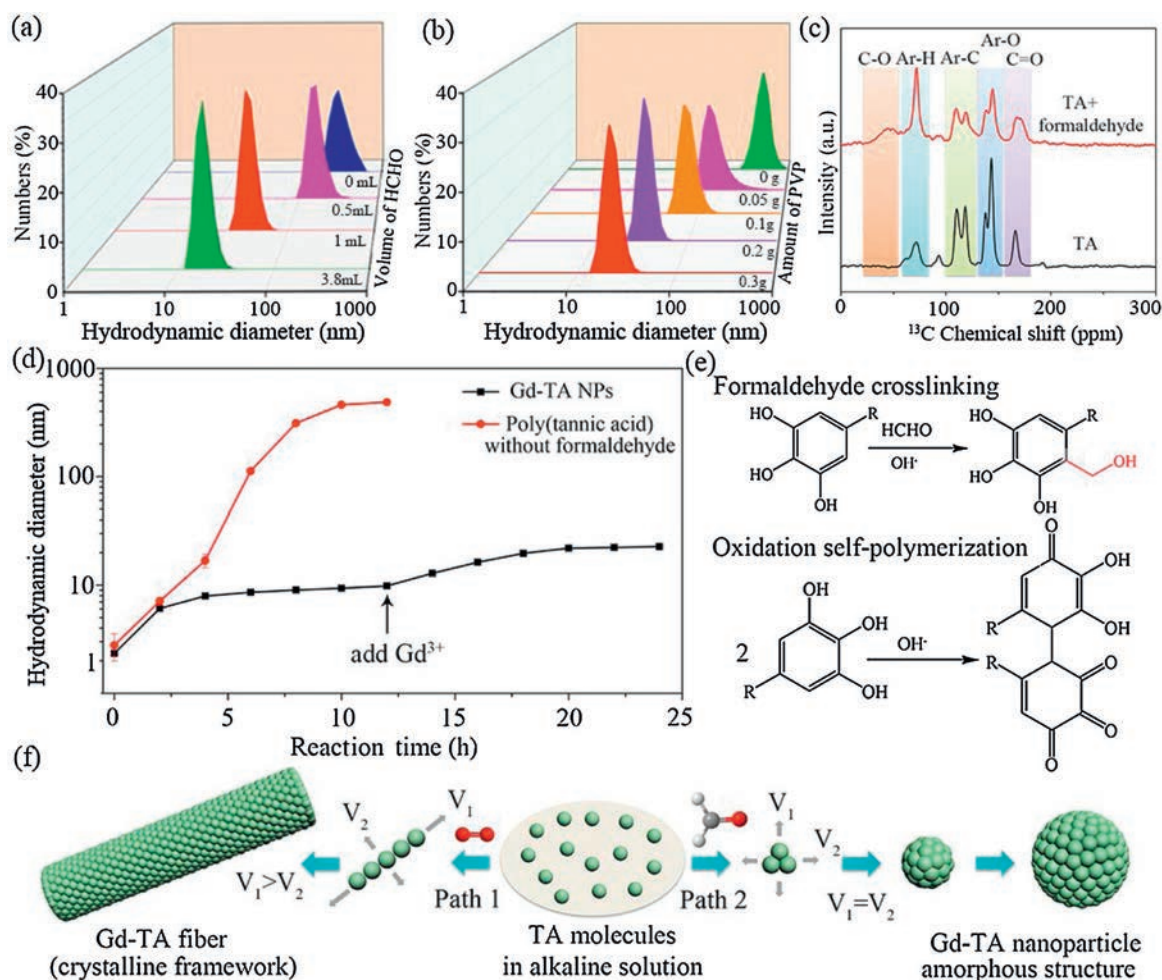 (a)
40
30
20
10
0
Numbers (%)
0 mL
0.5mL
1 mL
3.8mL
Volume of HCHO
1
10
100
1000
Hydrodynamic diameter (nm)
(b)
40
30
20
10
0
Numbers (%)
0 g
0.05 g
0.1g
0.2 g
0.3g
Amount of PVP
1
10
100
1000
Hydrodynamic diameter (nm)
(c)
C-O
Ar-H
Ar-C
Ar-O
C=O
TA+
formaldehyde
TA
Intensity (a.u.)
0
100
200
300
¹³C Chemical shift (ppm)
(d)
1000
100
10
1
Hydrodynamic diameter (nm)
Gd-TA NPs
Poly(tannic acid)
without formaldehyde
add Gd³⁺
0
5
10
15
20
25
Reaction time (h)
(e)
Formaldehyde crosslinking
HO
R
HO
OH
HCHO
OH⁻
HO
R
HO
OH
OH
Oxidation self-polymerization
2
OH
OH
R
OH
OH⁻
O
OH
R
OH
R
O
O
O
(f)
V₂
V₁
V₁>V₂
Path 1
Path 2
V₁
V₂
V₁=V₂
Gd-TA fiber
(crystalline framework)
TA molecules
in alkaline solution
Gd-TA nanoparticle
amorphous structure